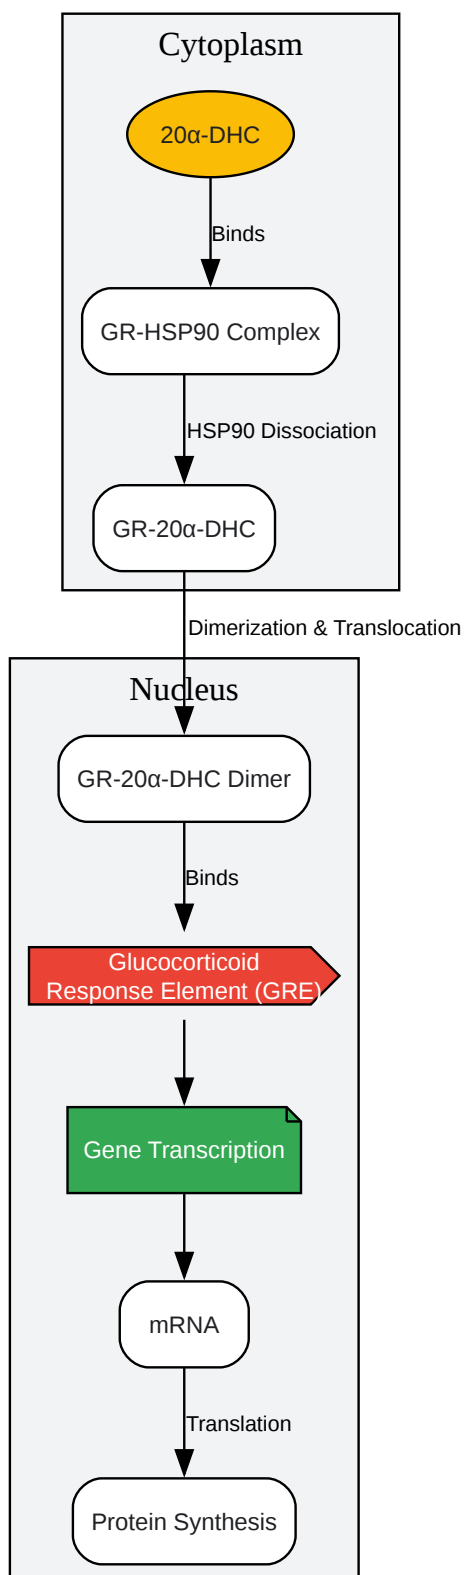 Cytoplasm
20α-DHC
Binds
GR-HSP90 Complex
HSP90 Dissociation
GR-20α-DHC
Dimerization & Translocation
Nucleus
GR-20α-DHC Dimer
Binds
Glucocorticoid
Response Element (GRE)
Gene Transcription
mRNA
Translation
Protein Synthesis